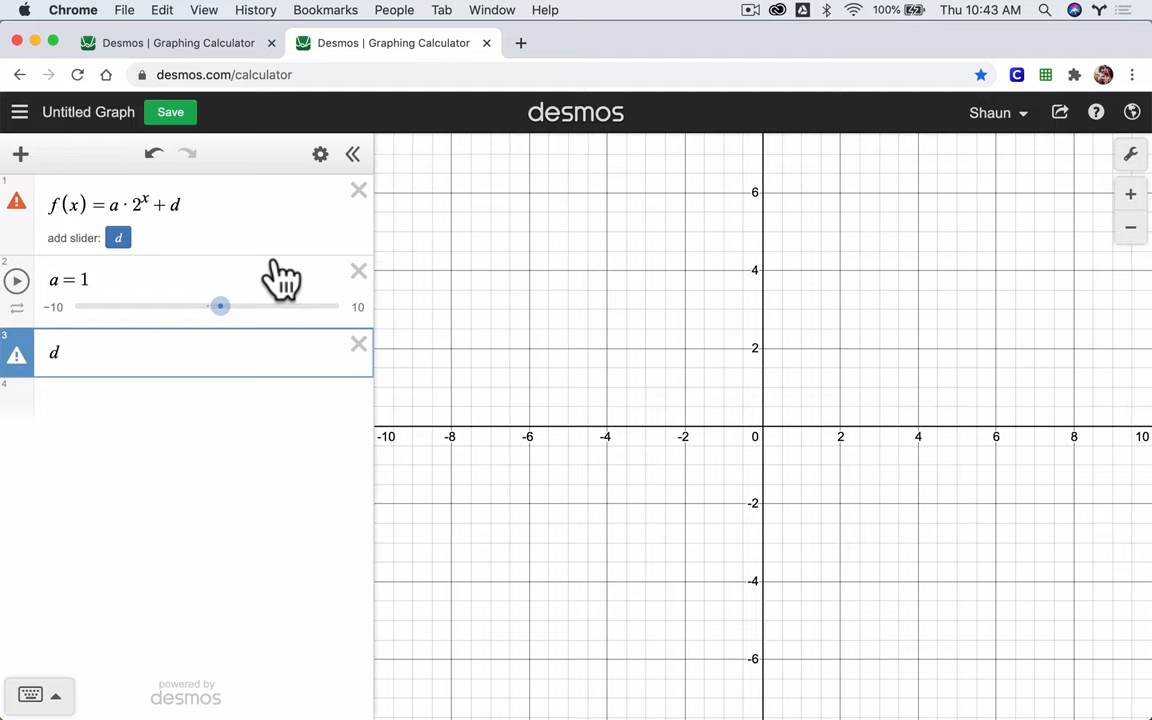 Chrome File Edit View History Bookmarks People Tab Window Help 100% Thu 10:43 AM
Desmos | Graphing Calculator Desmos | Graphing Calculator
desmos.com/calculator
Untitled Graph Save desmos Shaun
1
f(x) = a · 2^x + d
add slider: d
2
a = 1
−10 10
3
d
4
6
4
2
-10 -8 -6 -4 -2 0 2 4 6 8 10
-2
-4
-6
powered by
desmos